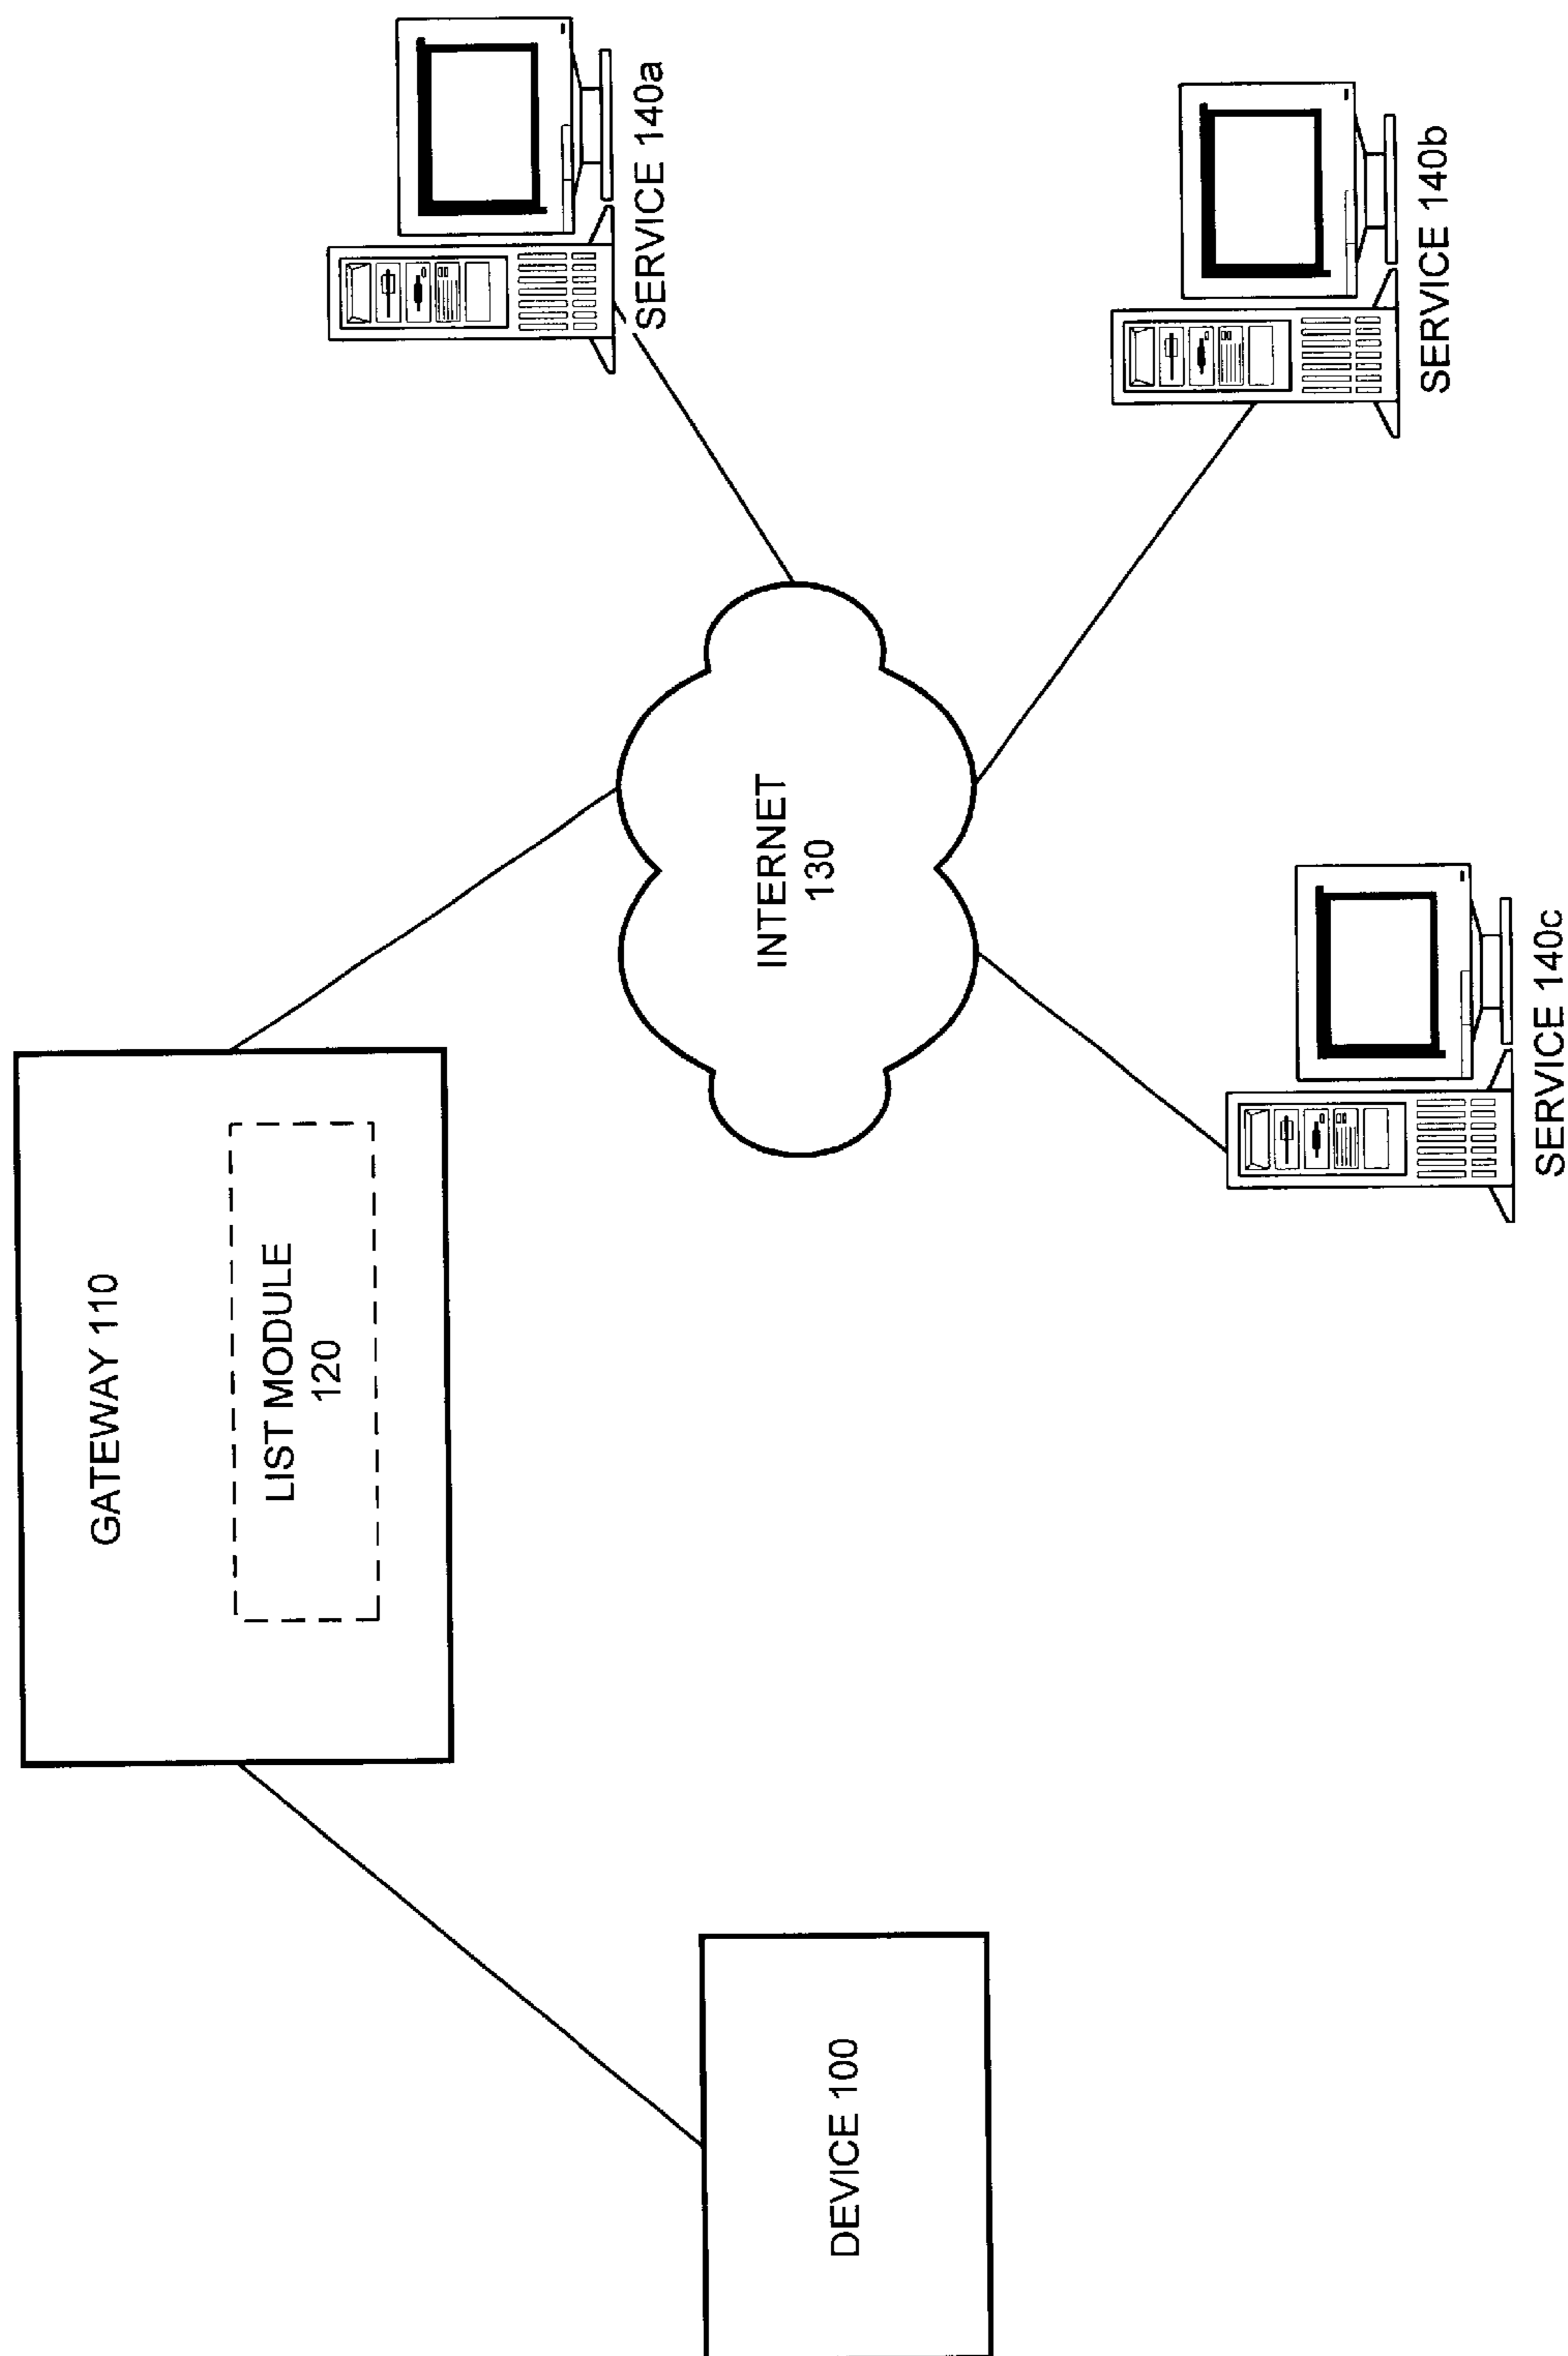 GATEWAY 110
LIST MODULE
120
SERVICE 140a
DEVICE 100
INTERNET
130
SERVICE 140b
SERVICE 140c